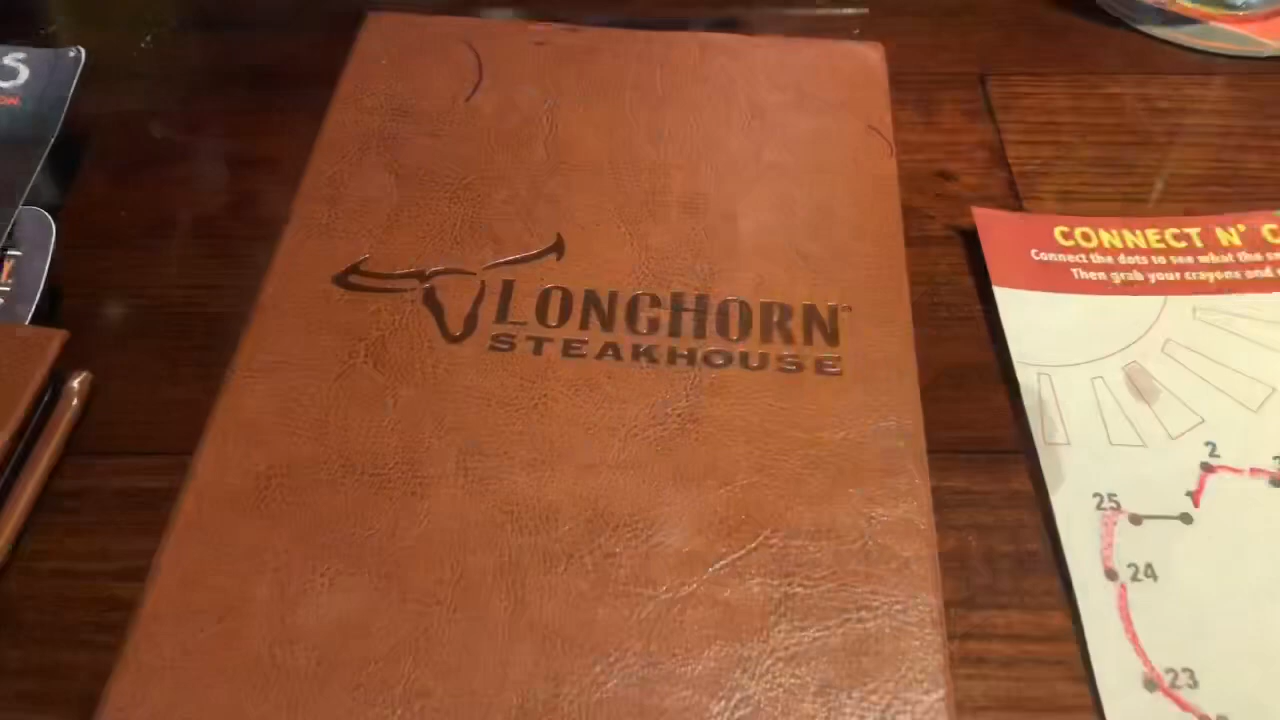 LONGHORN®
STEAKHOUSE
CONNECT N'
Connect the dots to see what the
Then grab your crayons and
2
25
24
23